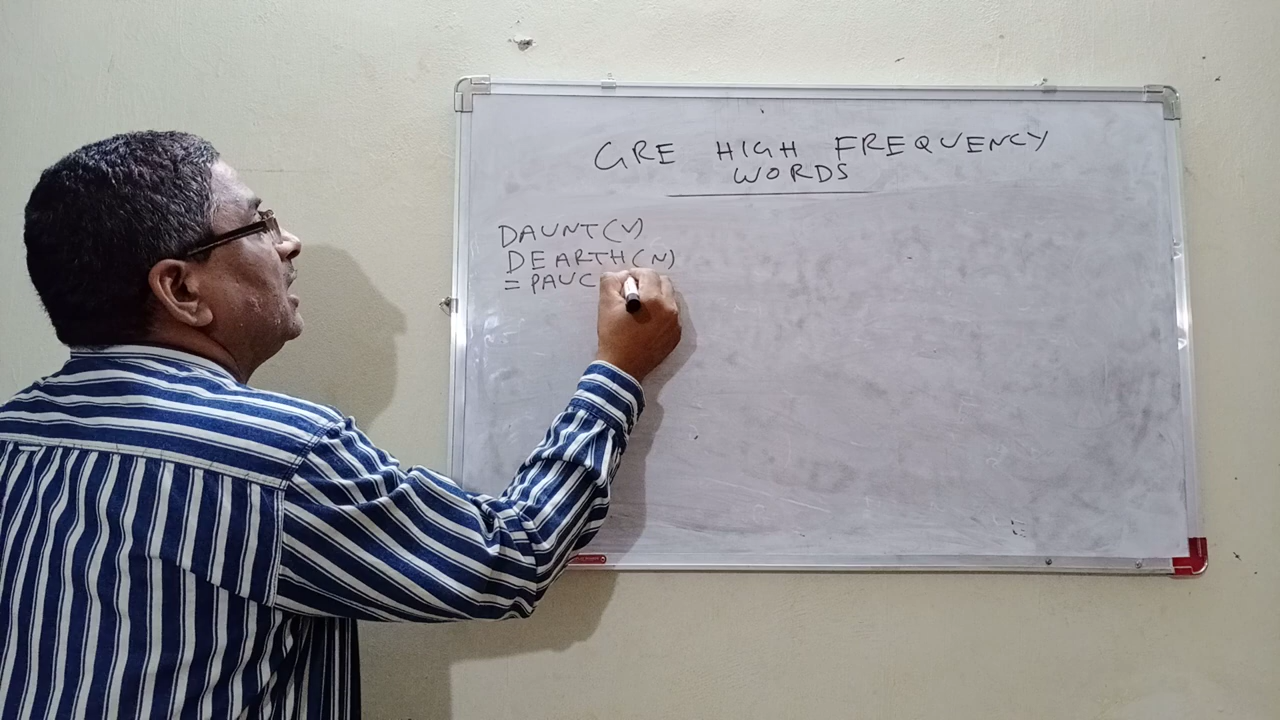 GRE HIGH FREQUENCY
WORDS
DAUNT (V)
DEARTH (N)
= PAUC